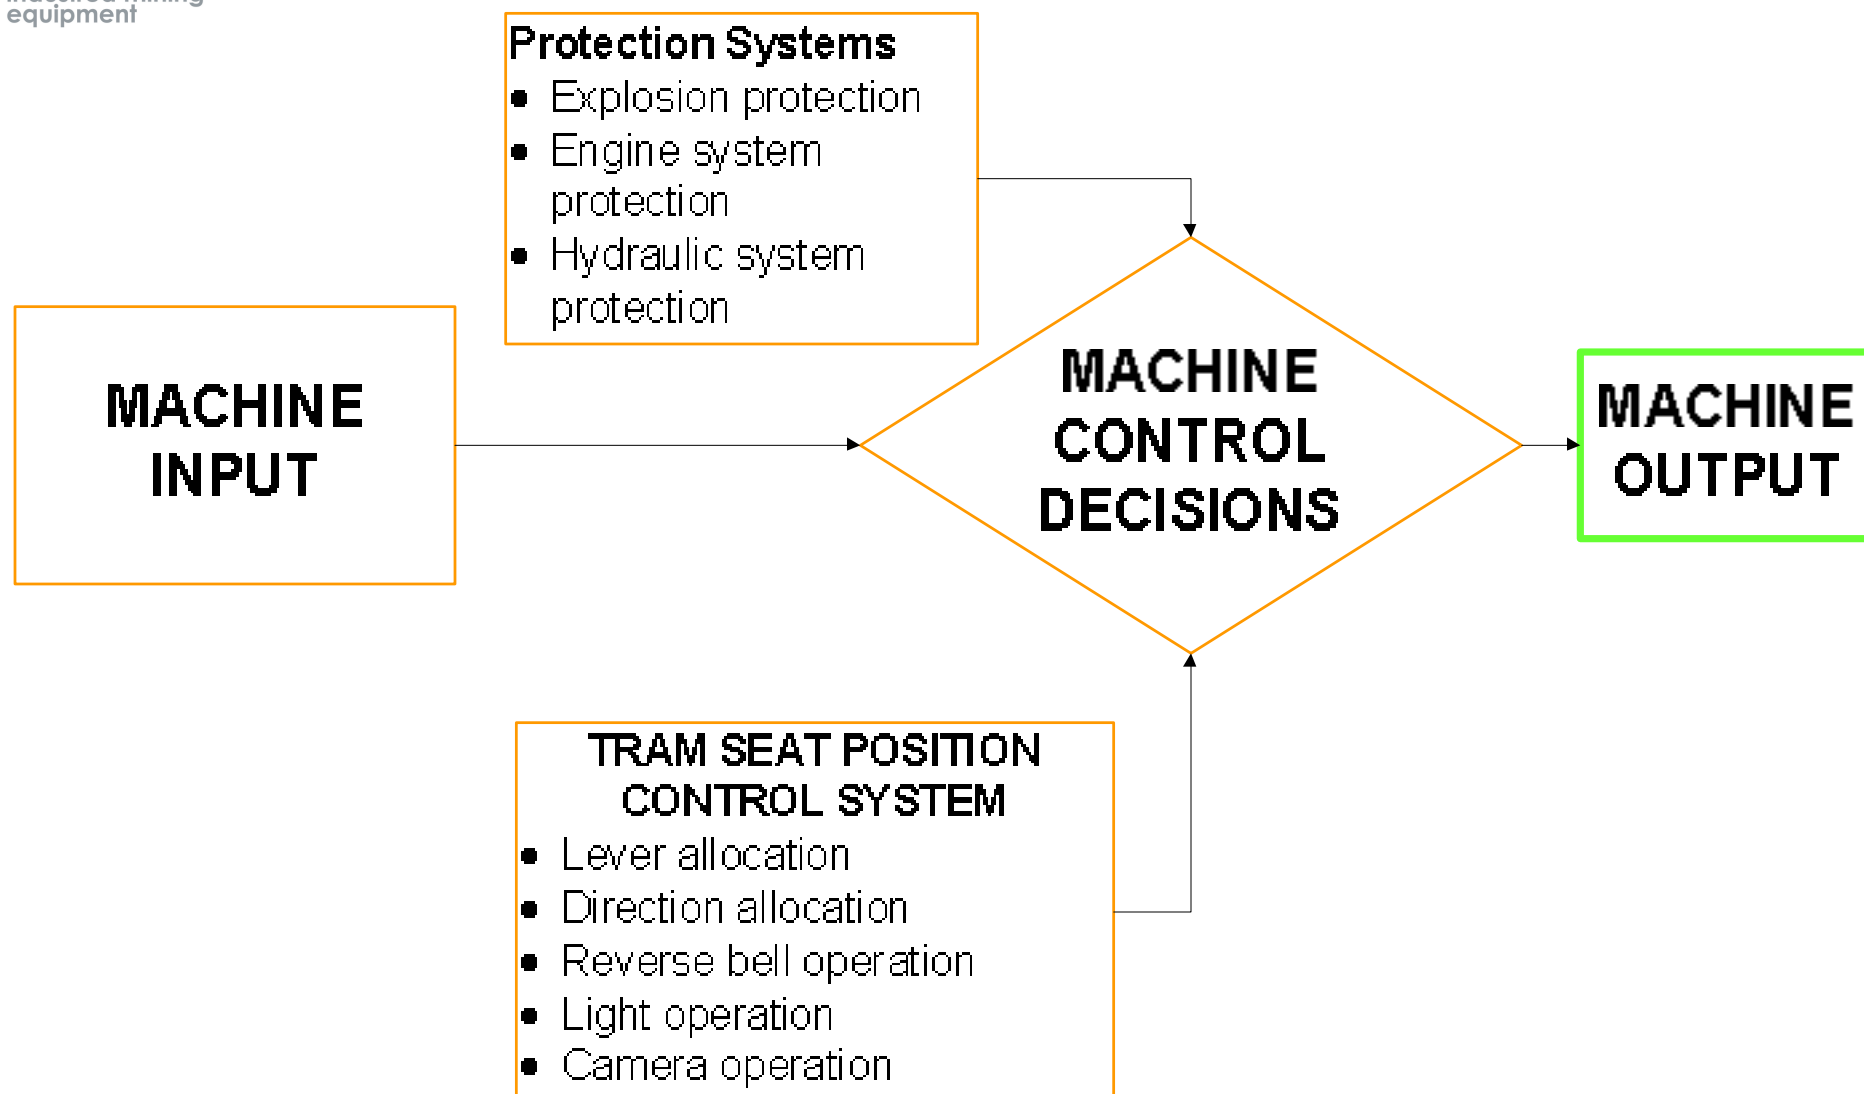 mining
equipment
Protection Systems
• Explosion protection
• Engine system
protection
• Hydraulic system
protection
MACHINE
INPUT
MACHINE
CONTROL
DECISIONS
MACHINE
OUTPUT
TRAM SEAT POSITION
CONTROL SYSTEM
• Lever allocation
• Direction allocation
• Reverse bell operation
• Light operation
• Camera operation